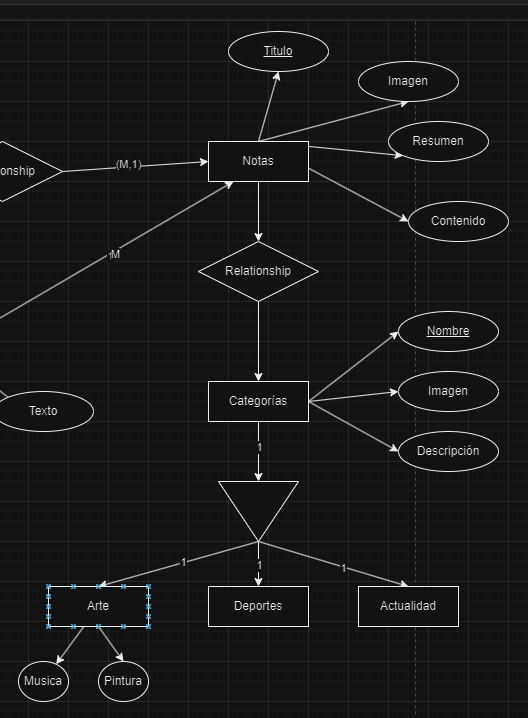 Titulo
Imagen
Resumen
onship
(M,1)
Notas
Contenido
M
Relationship
Nombre
Categorías
Imagen
Texto
Descripción
1
1
1
1
Arte
Deportes
Actualidad
Musica
Pintura